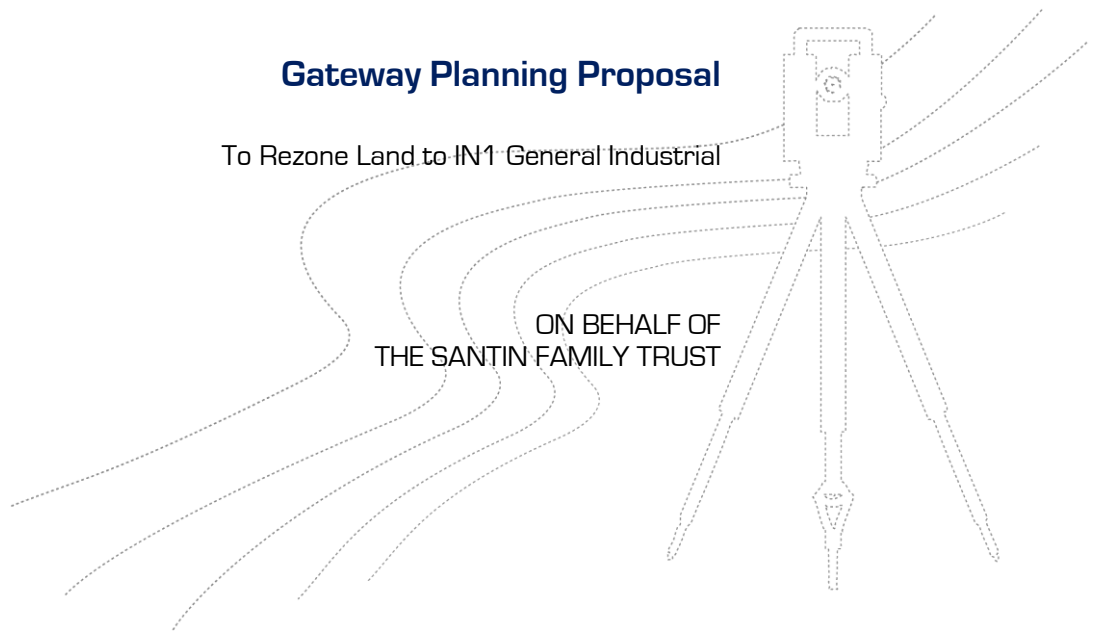 Gateway Planning Proposal
To Rezone Land to IN1 General Industrial
ON BEHALF OF
THE SANTIN FAMILY TRUST